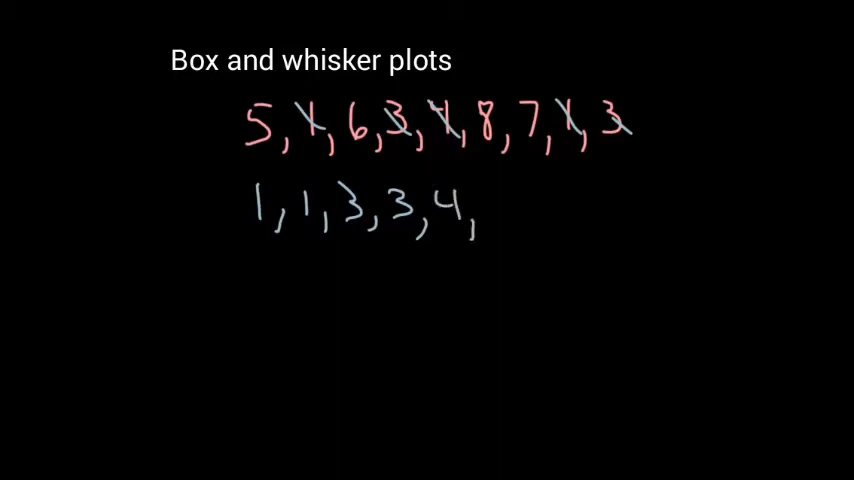 Box and whisker plots
5, 1, 6, 3, 4, 8, 7, 1, 3
1, 1, 3, 3, 4,